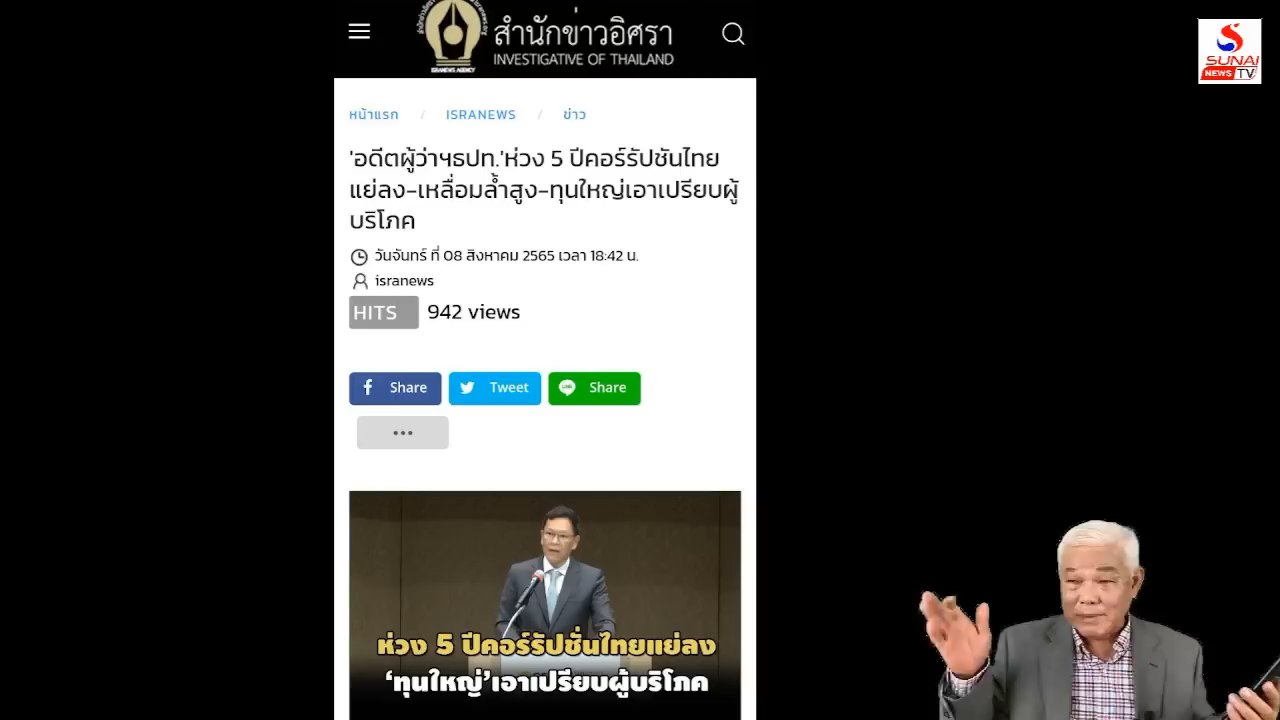 สำนักข่าวอิศรา
INVESTIGATIVE OF THAILAND
ISRANEWS AGENCY
SUNAI
NEWS TV
หน้าแรก / ISRANEWS / ข่าว
'อดีตผู้ว่าฯธปท.'ห่วง 5 ปีคอร์รัปชันไทย
แย่ลง-เหลื่อมล้ำสูง-ทุนใหญ่เอาเปรียบผู้
บริโภค
วันจันทร์ ที่ 08 สิงหาคม 2565 เวลา 18:42 น.
isranews
HITS 942 views
Share Tweet Share
•••
ห่วง 5 ปีคอร์รัปชั่นไทยแย่ลง
‘ทุนใหญ่’เอาเปรียบผู้บริโภค